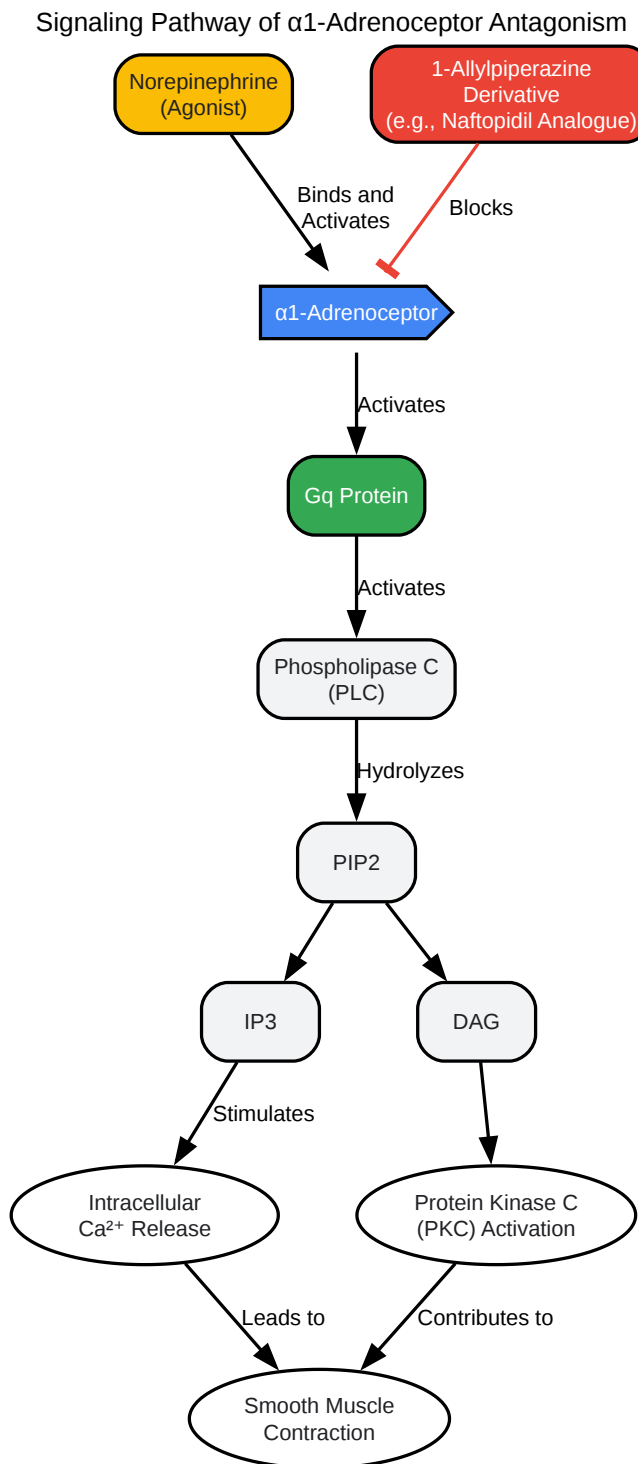 Signaling Pathway of α1-Adrenoceptor Antagonism
Norepinephrine
(Agonist)
1-Allylpiperazine
Derivative
(e.g., Naftopidil Analogue)
Binds and
Activates
Blocks
α1-Adrenoceptor
Activates
Gq Protein
Activates
Phospholipase C
(PLC)
Hydrolyzes
PIP2
IP3
DAG
Stimulates
Intracellular
Ca²⁺ Release
Protein Kinase C
(PKC) Activation
Leads to
Contributes to
Smooth Muscle
Contraction